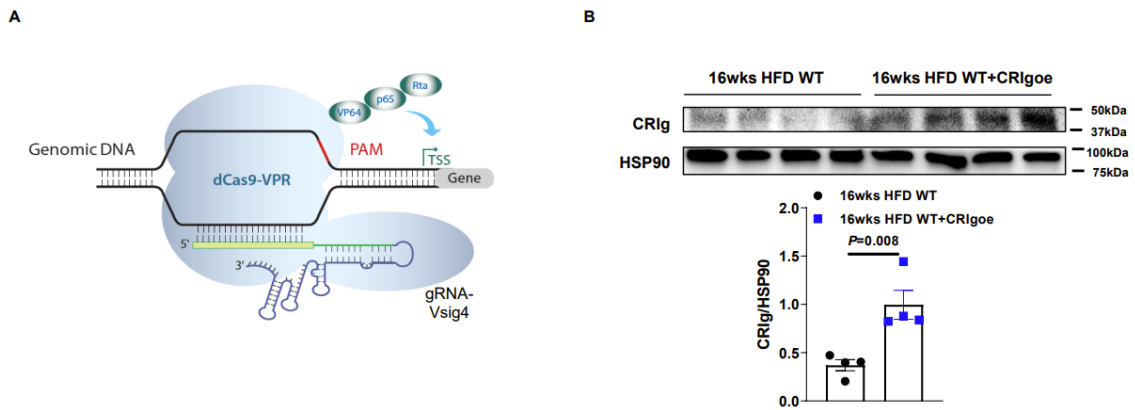 A
Rta
p65
VP64
Genomic DNA
PAM
TSS
Gene
dCas9-VPR
5'
3'
gRNA-
Vsig4
B
16wks HFD WT 16wks HFD WT+CRIgoe
CRIg
50kDa
37kDa
HSP90
100kDa
75kDa
16wks HFD WT
16wks HFD WT+CRIgoe
P=0.008
CRIg/HSP90
2.0
1.5
1.0
0.5
0.0